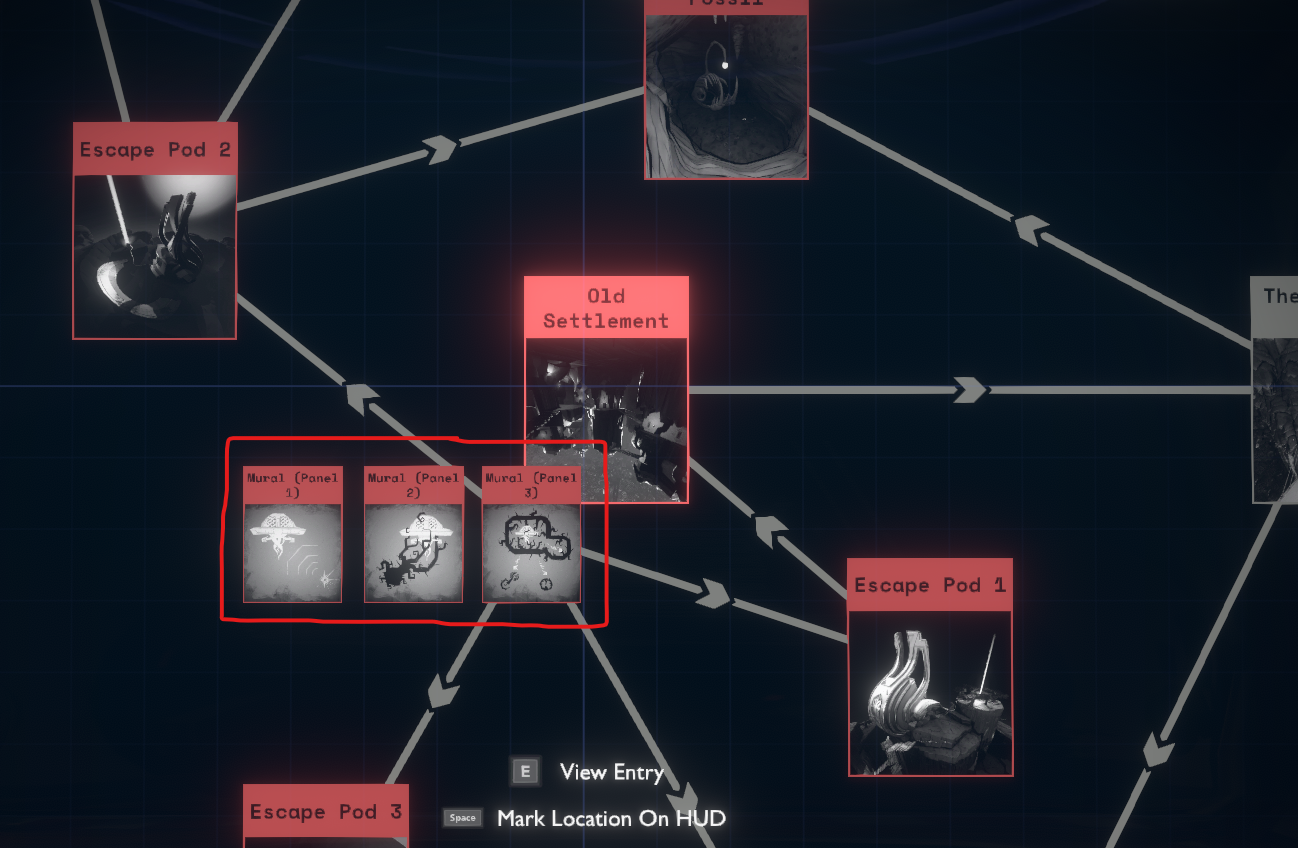 Fossil
Escape Pod 2
Old
Settlement
The
Mural (Panel
1)
Mural (Panel
2)
Mural (Panel
3)
Escape Pod 1
E View Entry
Escape Pod 3
Space Mark Location On HUD